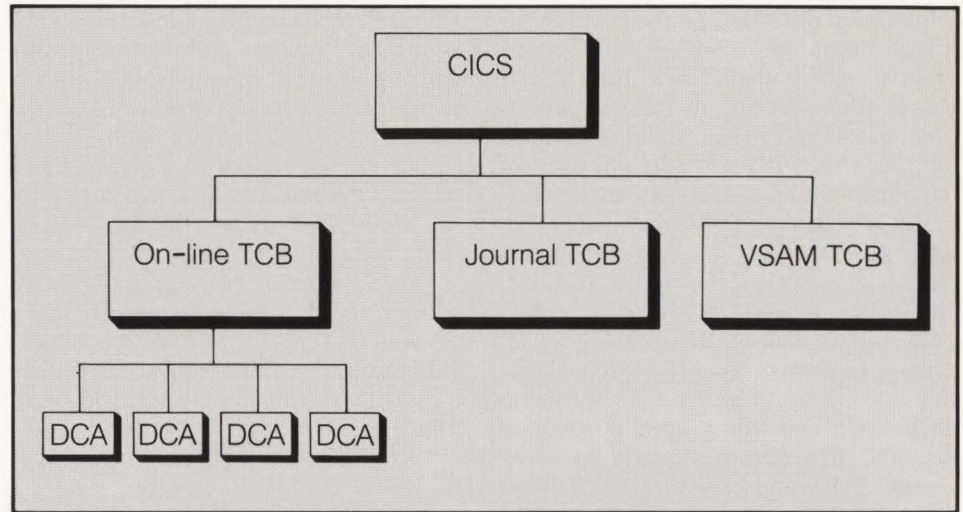 CICS
On-line TCB
Journal TCB
VSAM TCB
DCA DCA DCA DCA